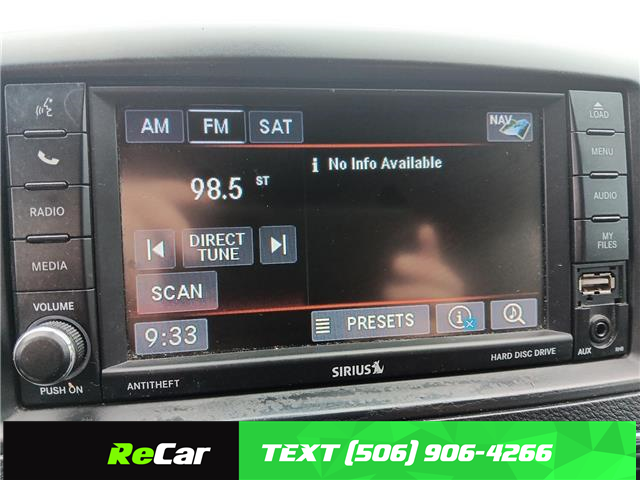 AM FM SAT NAV
LOAD
i No Info Available
MENU
98.5 ST
RADIO
AUDIO
DIRECT
TUNE
MY
FILES
MEDIA
SCAN
VOLUME
PRESETS
9:33
PUSH ON
ANTITHEFT
SIRIUS
HARD DISC DRIVE
AUX
RHB
ReCar
TEXT (506) 906-4266